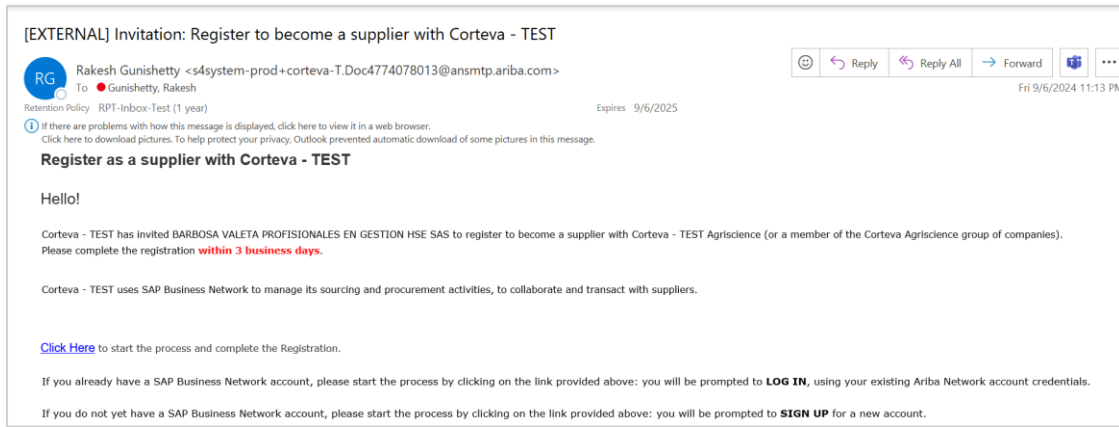 [EXTERNAL] Invitation: Register to become a supplier with Corteva - TEST
RG
Rakesh Gunishetty <s4system-prod+corteva-T.Doc4774078013@ansmtp.ariba.com>
To Gunishetty, Rakesh
Reply Reply All Forward
Fri 9/6/2024 11:13 PM
Retention Policy RPT-Inbox-Test (1 year) Expires 9/6/2025
If there are problems with how this message is displayed, click here to view it in a web browser.
Click here to download pictures. To help protect your privacy, Outlook prevented automatic download of some pictures in this message.
Register as a supplier with Corteva - TEST
Hello!
Corteva - TEST has invited BARBOSA VALETA PROFISIONALES EN GESTION HSE SAS to register to become a supplier with Corteva - TEST Agriscience (or a member of the Corteva Agriscience group of companies).
Please complete the registration within 3 business days.
Corteva - TEST uses SAP Business Network to manage its sourcing and procurement activities, to collaborate and transact with suppliers.
Click Here to start the process and complete the Registration.
If you already have a SAP Business Network account, please start the process by clicking on the link provided above: you will be prompted to LOG IN, using your existing Ariba Network account credentials.
If you do not yet have a SAP Business Network account, please start the process by clicking on the link provided above: you will be prompted to SIGN UP for a new account.